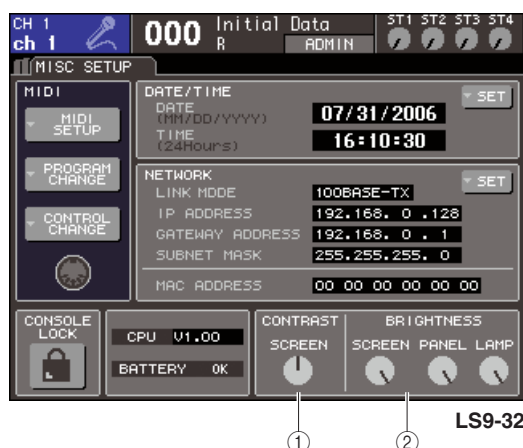 CH 1
ch 1
000
Initial Data
R
ADMIN
ST1 ST2 ST3 ST4
MISC SETUP
MIDI
MIDI SETUP
PROGRAM CHANGE
CONTROL CHANGE
DATE/TIME
SET
DATE (MM/DD/YYYY)
07/31/2006
TIME (24Hours)
16:10:30
NETWORK
SET
LINK MODE 100BASE-TX
IP ADDRESS 192.168. 0 .128
GATEWAY ADDRESS 192.168. 0 . 1
SUBNET MASK 255.255.255. 0
MAC ADDRESS 00 00 00 00 00 00
CONSOLE LOCK
CPU V1.00
BATTERY OK
CONTRAST
SCREEN
BRIGHTNESS
SCREEN PANEL LAMP
LS9-32
① ②